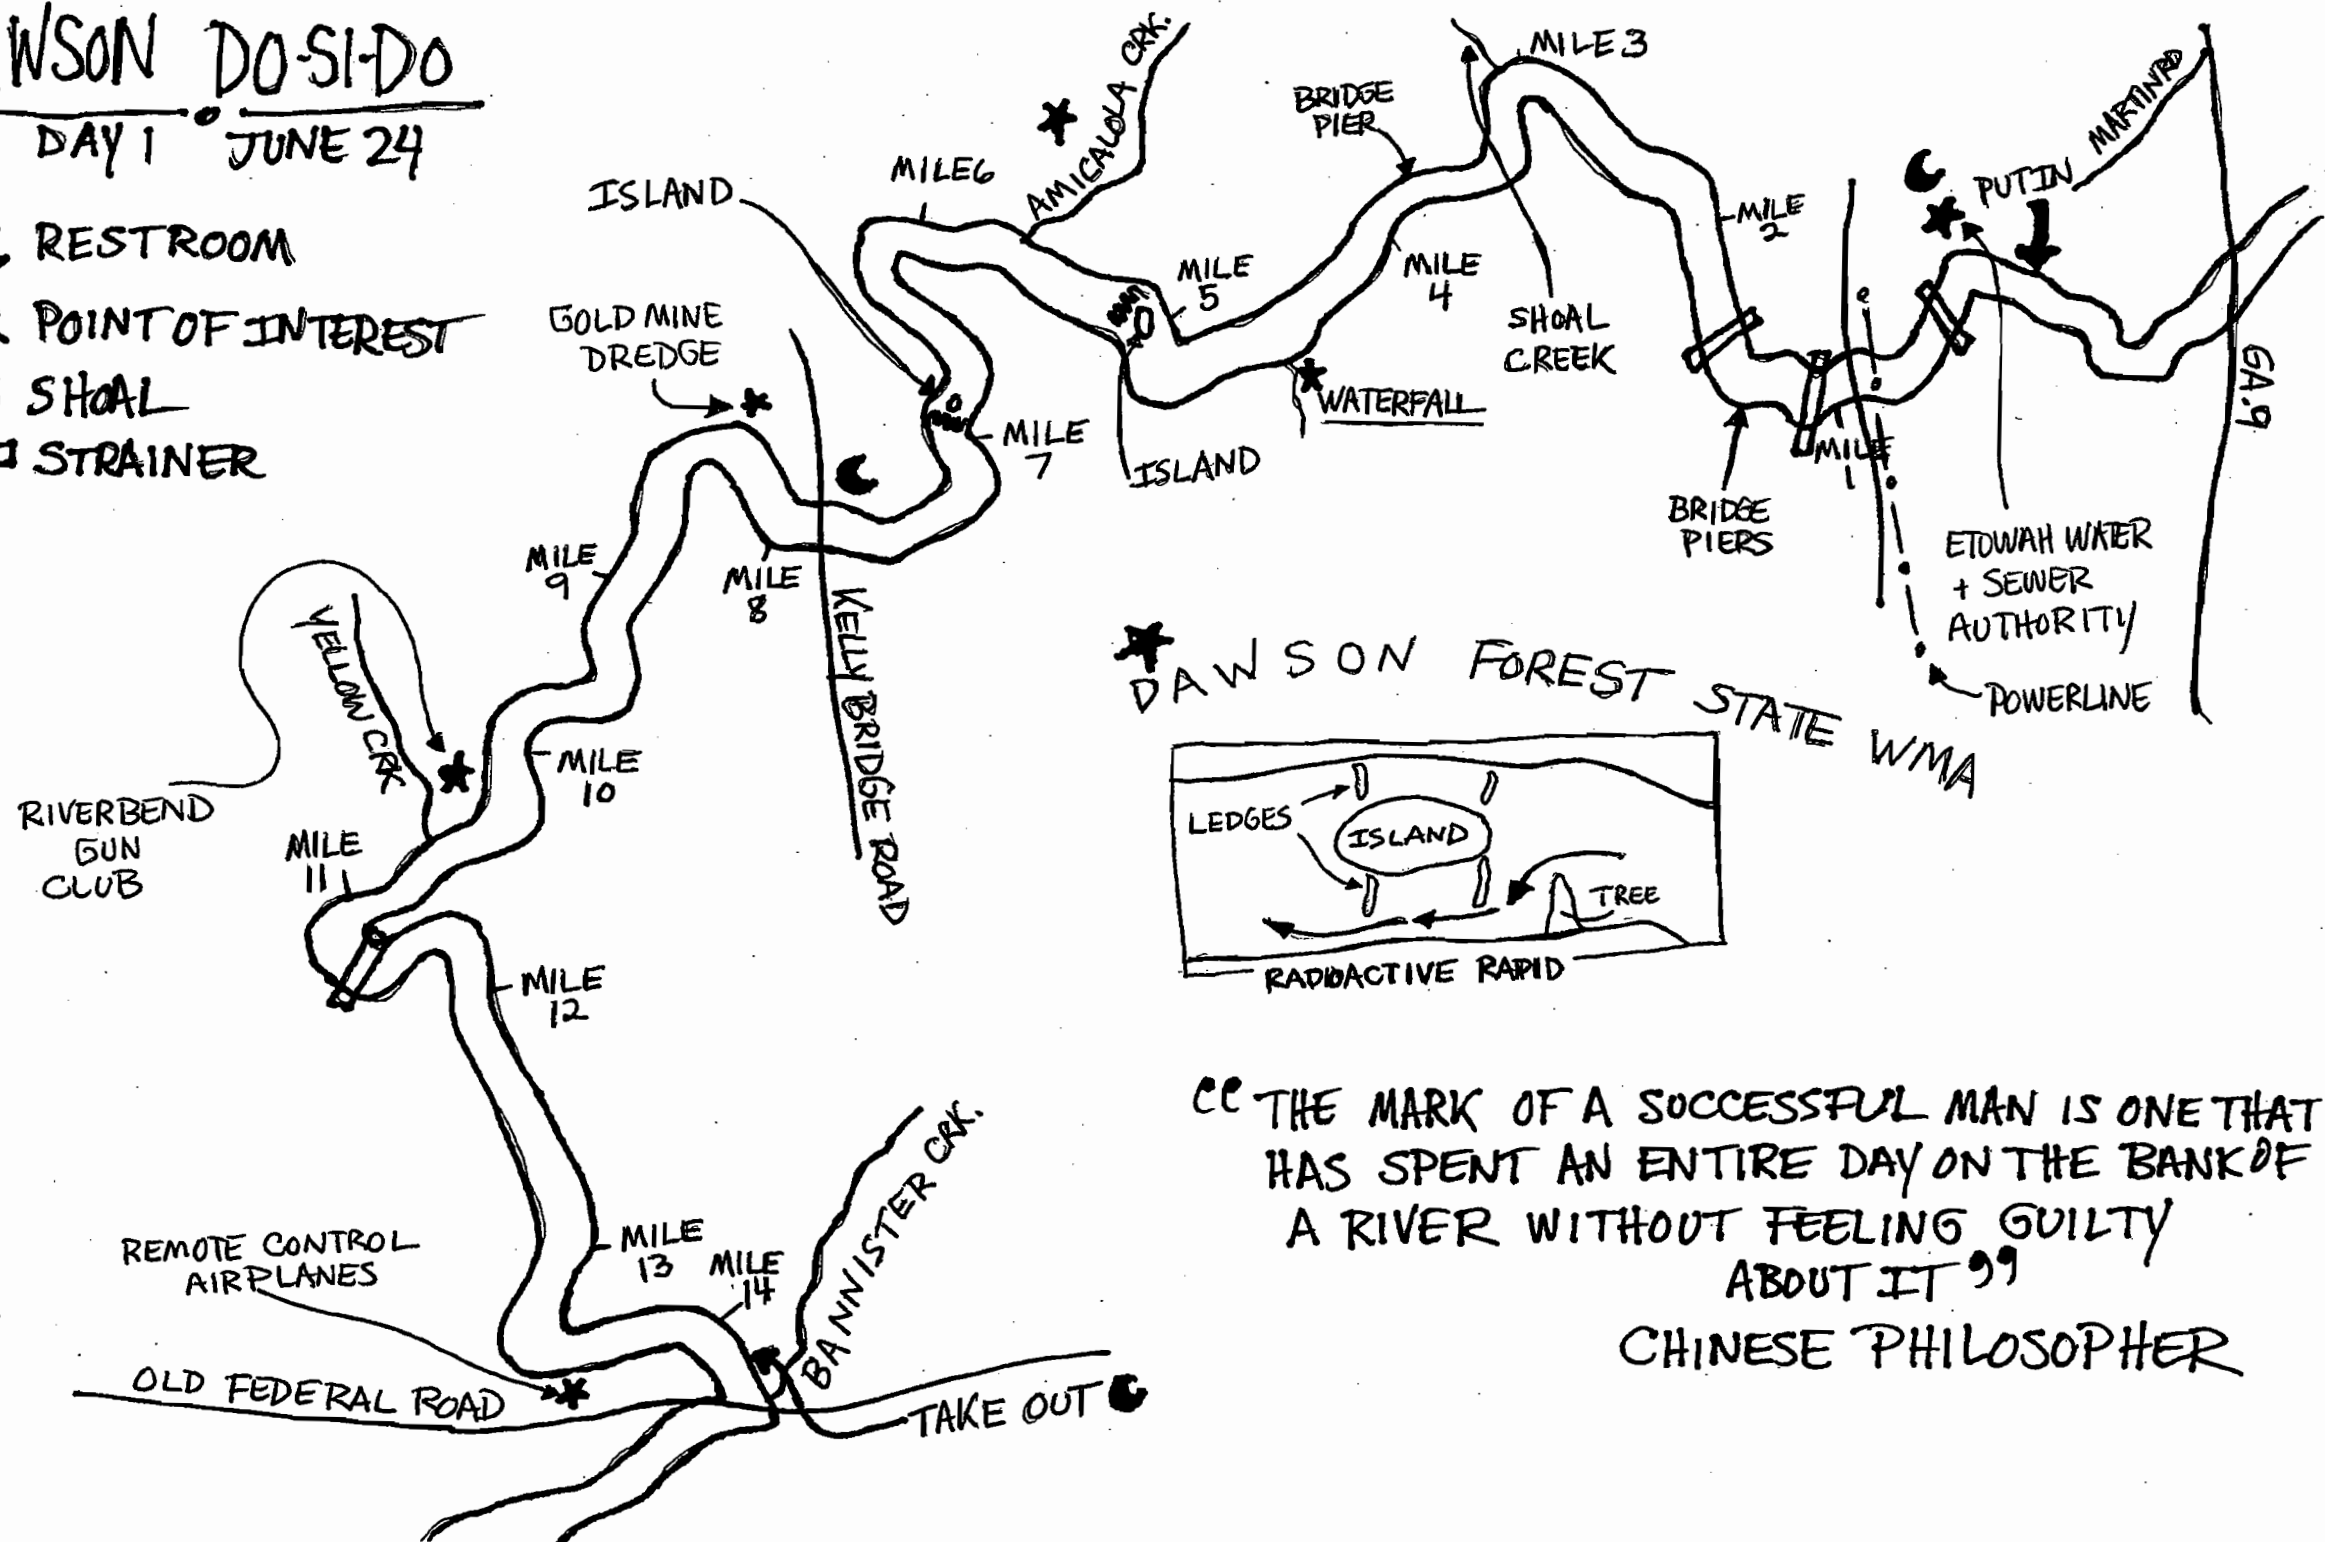 WSON DO-SI-DO
DAY 1 JUNE 24
RESTROOM
POINT OF INTEREST
SHOAL
STRAINER
ISLAND
MILE 6
AMICALOLA CRK.
BRIDGE
PIER
MILE 3
MARTIN RD
PUT IN
MILE
2
MILE
5
MILE
4
SHOAL
CREEK
GOLD MINE
DREDGE
WATERFALL
MILE
7
ISLAND
MILE
1
GA. 9
BRIDGE
PIERS
ETOWAH WATER
+ SEWER
AUTHORITY
POWERLINE
MILE
8
MILE
9
KELLY BRIDGE ROAD
YELLOW CRK
MILE
10
RIVERBEND
GUN
CLUB
MILE
11
DAWSON FOREST STATE WMA
LEDGES
ISLAND
TREE
RADIOACTIVE RAPID
MILE
12
"THE MARK OF A SUCCESSFUL MAN IS ONE THAT
HAS SPENT AN ENTIRE DAY ON THE BANK OF
A RIVER WITHOUT FEELING GUILTY
ABOUT IT"
CHINESE PHILOSOPHER
BANNISTER CRK.
MILE
13
MILE
14
REMOTE CONTROL
AIRPLANES
OLD FEDERAL ROAD
TAKE OUT